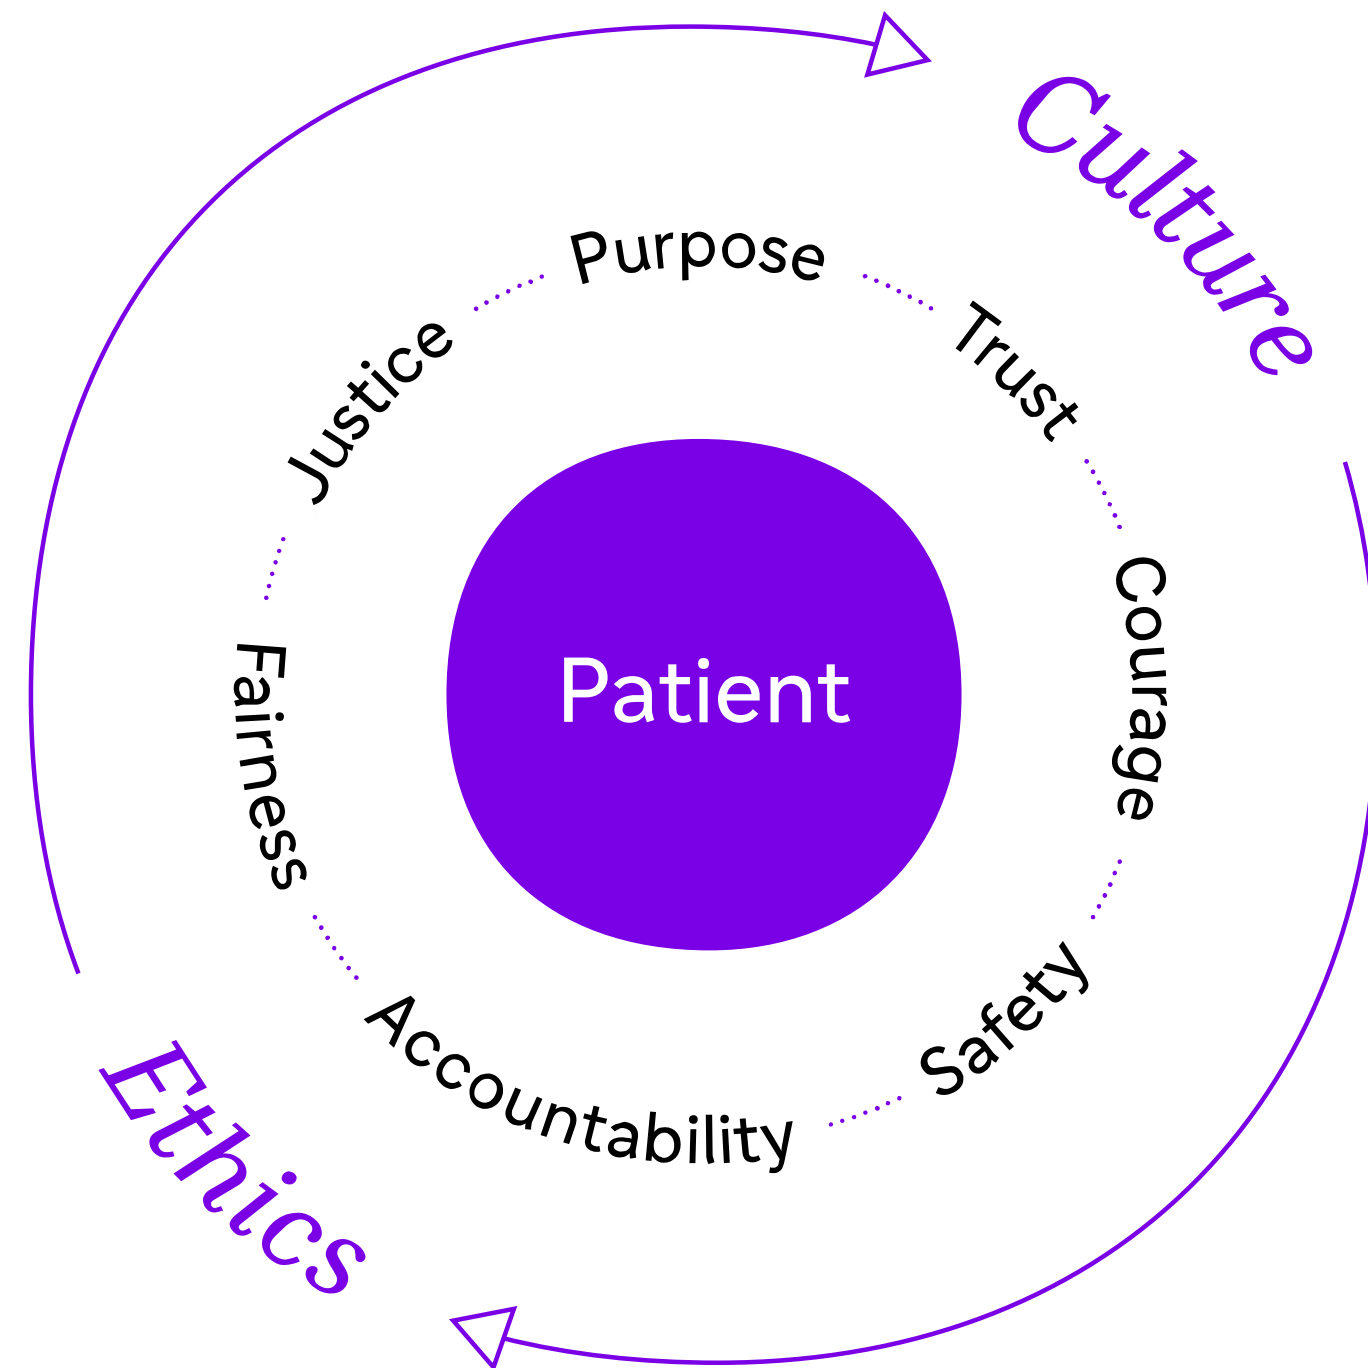 Culture
Purpose
Trust
Courage
Safety
Accountability
Fairness
Justice
Patient
Ethics